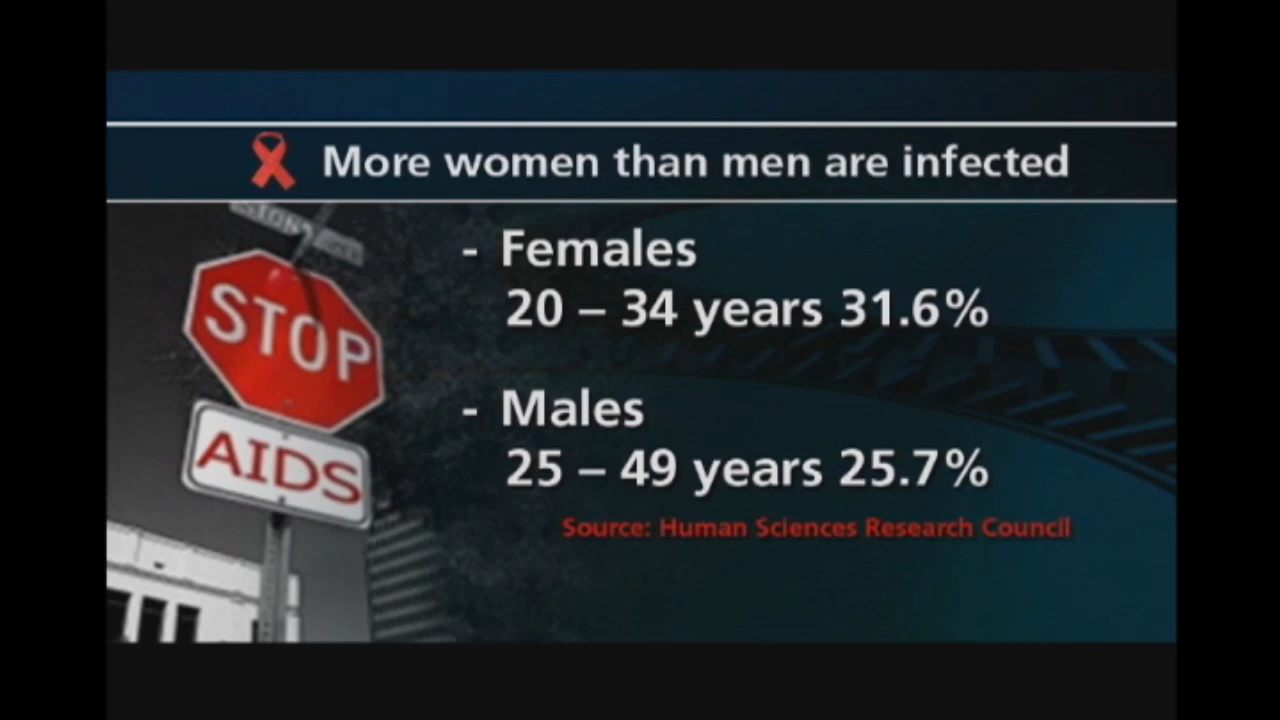 More women than men are infected
- Females
20 – 34 years 31.6%
- Males
25 – 49 years 25.7%
Source: Human Sciences Research Council
STOP
AIDS